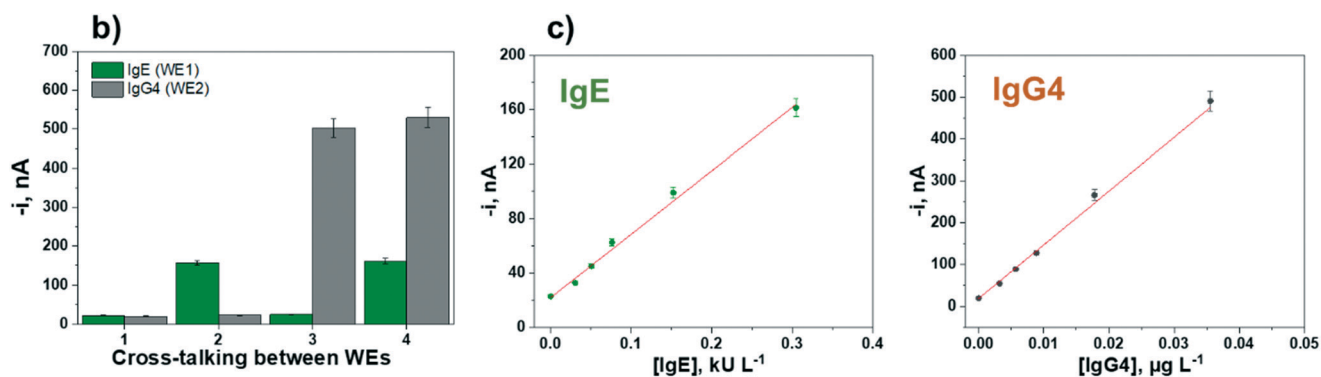 b)
700
600
500
400
300
200
100
0
-i, nA
IgE (WE1)
IgG4 (WE2)
1 2 3 4
Cross-talking between WEs
c)
200
160
120
80
40
0
-i, nA
IgE
0.0 0.1 0.2 0.3 0.4
[IgE], kU L⁻¹
600
500
400
300
200
100
0
-i, nA
IgG4
0.00 0.01 0.02 0.03 0.04 0.05
[IgG4], µg L⁻¹